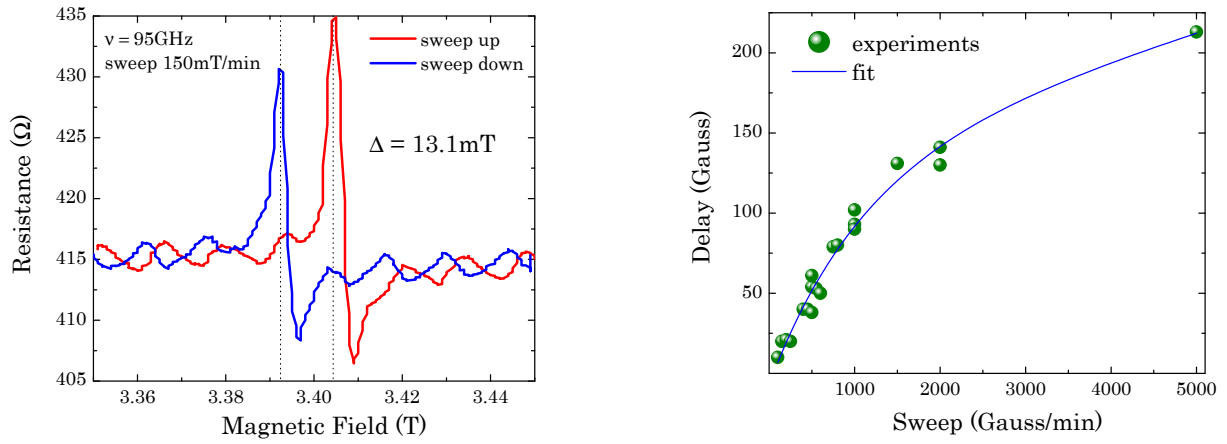 ν = 95GHz
sweep 150mT/min
sweep up
sweep down
Δ = 13.1mT
435
430
425
420
415
410
405
3.36
3.38
3.40
3.42
3.44
Resistance (Ω)
Magnetic Field (T)
experiments
fit
200
150
100
50
1000
2000
3000
4000
5000
Delay (Gauss)
Sweep (Gauss/min)